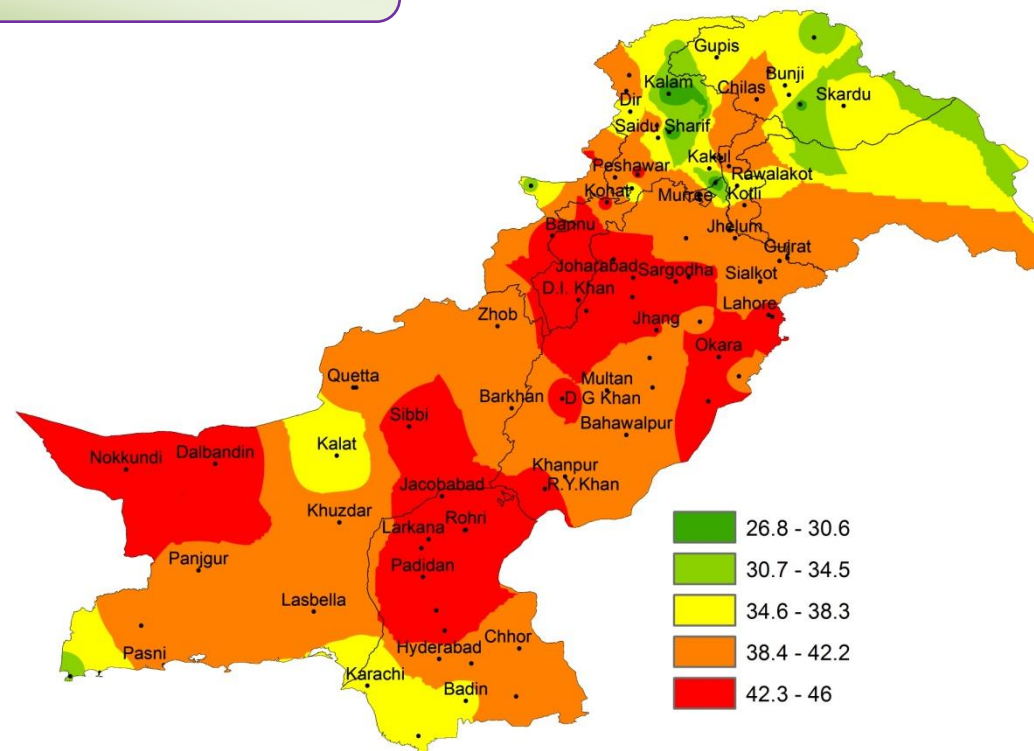 Gupis
Kalam
Bunji
Chilas
Skardu
Dir
Saidu Sharif
Kakul
Peshawar
Rawalakot
Kohat
Murree
Kotli
Bannu
Jhelum
Gujrat
Joharabad
Sargodha
Sialkot
D.I. Khan
Lahore
Zhob
Jhang
Okara
Quetta
Multan
Barkhan
D G Khan
Sibbi
Bahawalpur
Kalat
Nokkundi
Dalbandin
Khanpur
Jacobabad
R.Y.Khan
Khuzdar
Larkana
Rohri
Panjgur
Padidan
Lasbella
Pasni
Hyderabad
Chhor
Karachi
Badin
26.8 - 30.6
30.7 - 34.5
34.6 - 38.3
38.4 - 42.2
42.3 - 46